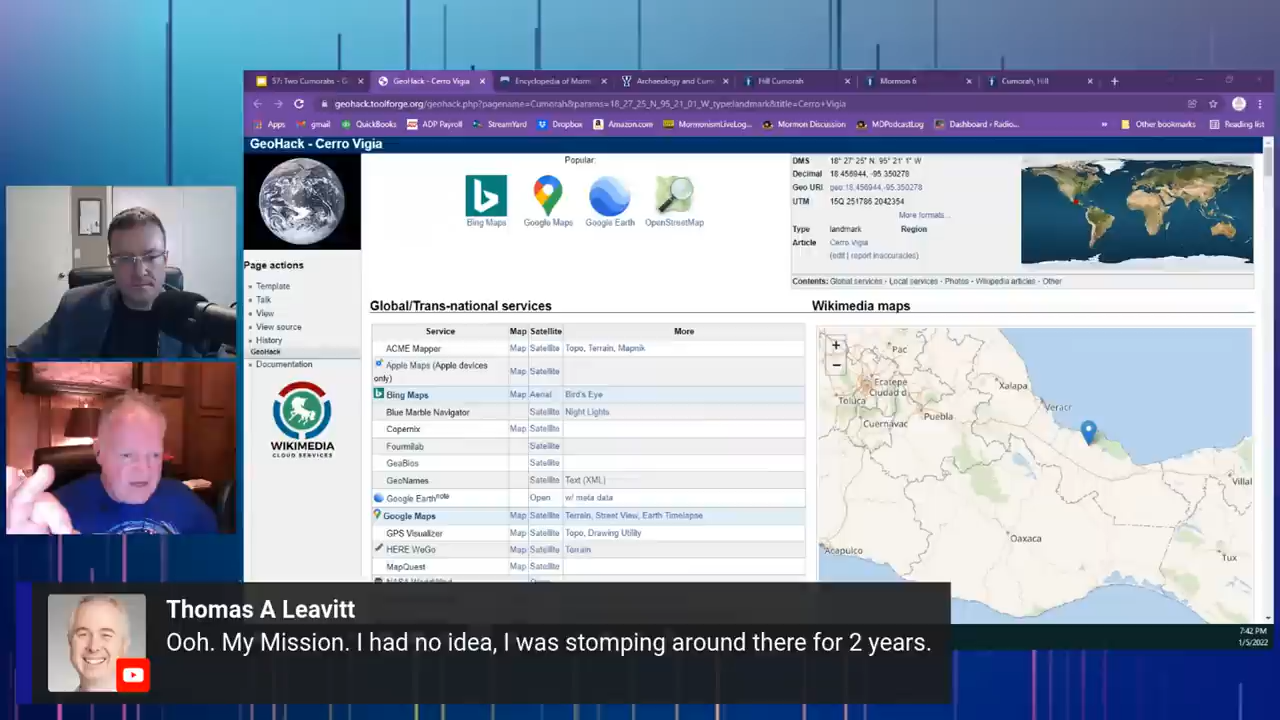 S7: Two Cumorahs - G
GeoHack - Cerro Vigia
Encyclopedia of Morm
Archaeology and Cum
Hill Cumorah
Mormon 6
Cumorah, Hill
geohack.toolforge.org/geohack.php?pagename=Cumorah&params=18_27_25_N_95_21_01_W_type:landmark&title=Cerro+Vigia
Apps
gmail
QuickBooks
ADP Payroll
StreamYard
Dropbox
Amazon.com
MormonismLiveLog...
Mormon Discussion
MDPodcastLog
Dashboard ‹ Radio...
Other bookmarks
Reading list
GeoHack - Cerro Vigia
Popular:
Bing Maps
Google Maps
Google Earth
OpenStreetMap
DMS 18° 27′ 25″ N, 95° 21′ 1″ W
Decimal 18.456944, -95.350278
Geo URI geo:18.456944,-95.350278
UTM 15Q 251786 2042354
More formats...
Type landmark Region
Article Cerro Vigia
(edit | report inaccuracies)
Contents: Global services - Local services - Photos - Wikipedia articles - Other
Page actions
Template
Talk
View
View source
History
GeoHack
Documentation
WIKIMEDIA
CLOUD SERVICES
Global/Trans-national services
Service Map Satellite More
ACME Mapper Map Satellite Topo, Terrain, Mapnik
Apple Maps (Apple devices
only) Map Satellite
Bing Maps Map Aerial Bird's Eye
Blue Marble Navigator Satellite Night Lights
Copernix Map Satellite
Fourmilab Satellite
GeaBios Satellite
GeoNames Satellite Text (XML)
Google Earth note Open w/ meta data
Google Maps Map Satellite Terrain, Street View, Earth Timelapse
GPS Visualizer Map Satellite Topo, Drawing Utility
HERE WeGo Map Satellite Terrain
MapQuest Map Satellite
Wikimedia maps
+
−
Pac
Ecatepe
Ciudad d
Toluca
Cuernavac
Puebla
Xalapa
Veracr
Oaxaca
Acapulco
Villal
Tux
7:42 PM
1/5/2022
Thomas A Leavitt
Ooh. My Mission. I had no idea, I was stomping around there for 2 years.